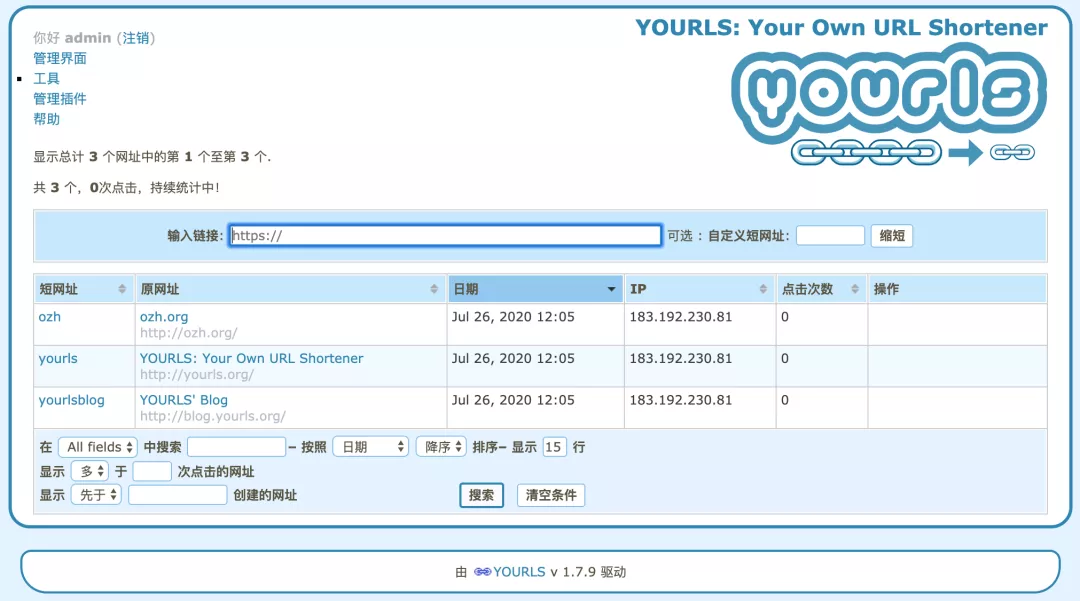 你好 admin (注销)
管理界面
工具
管理插件
帮助
YOURLS: Your Own URL Shortener
yourls
显示总计 3 个网址中的第 1 个至第 3 个.
共 3 个，0次点击，持续统计中！
输入链接: https:// 可选 : 自定义短网址: 缩短
短网址 原网址 日期 IP 点击次数 操作
ozh ozh.org Jul 26, 2020 12:05 183.192.230.81 0
http://ozh.org/
yourls YOURLS: Your Own URL Shortener Jul 26, 2020 12:05 183.192.230.81 0
http://yourls.org/
yourlsblog YOURLS' Blog Jul 26, 2020 12:05 183.192.230.81 0
http://blog.yourls.org/
在 All fields 中搜索 – 按照 日期 降序 排序– 显示 15 行
显示 多 于 次点击的网址
显示 先于 创建的网址 搜索 清空条件
由 YOURLS v 1.7.9 驱动